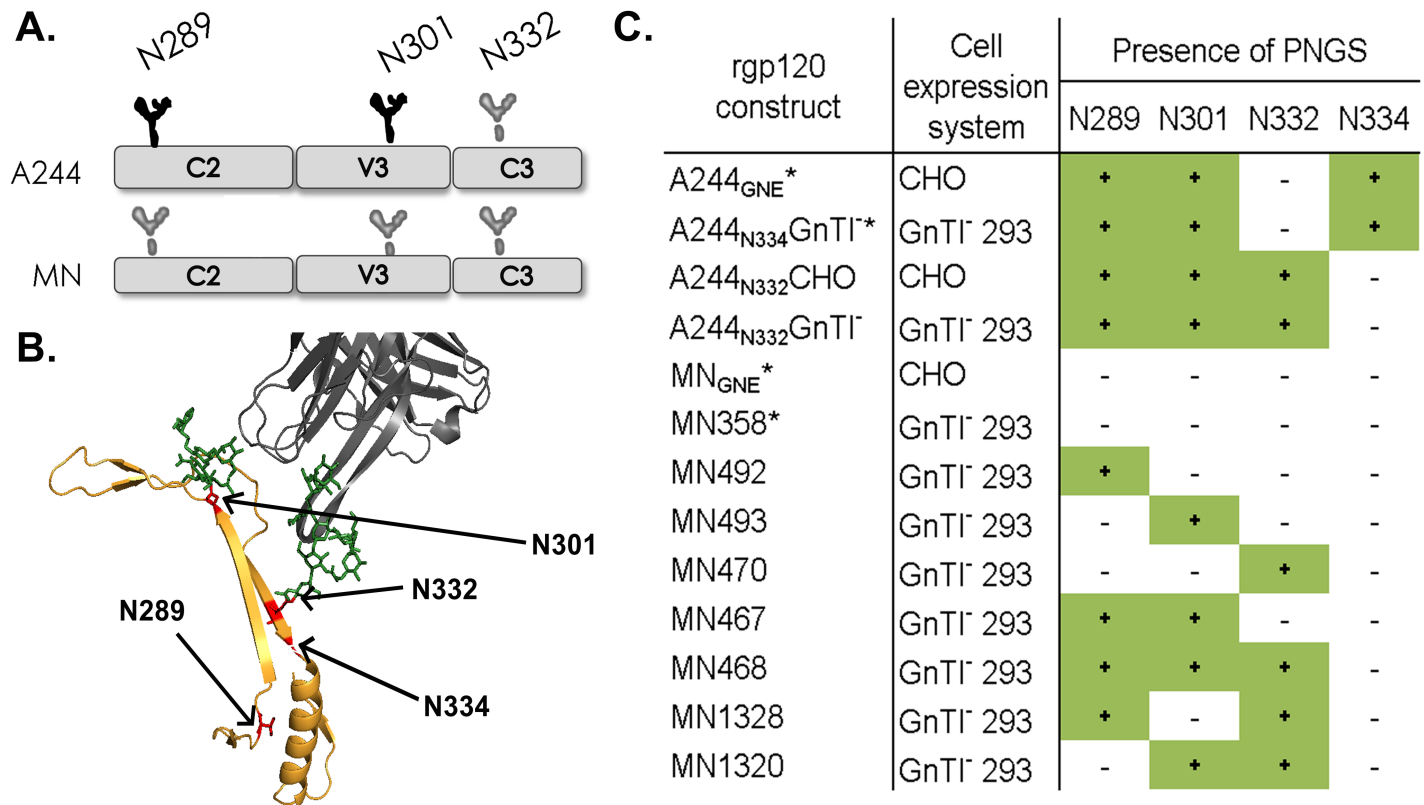 A.
N289 N301 N332
A244 C2 V3 C3
MN C2 V3 C3
B.
N301
N332
N289
N334
C.
rgp120 construct
Cell expression system
Presence of PNGS
N289 N301 N332 N334
A244GNE* CHO + + - +
A244N334GnTI-* GnTI- 293 + + - +
A244N332CHO CHO + + + -
A244N332GnTI- GnTI- 293 + + + -
MNGNE* CHO - - - -
MN358* GnTI- 293 - - - -
MN492 GnTI- 293 + - - -
MN493 GnTI- 293 - + - -
MN470 GnTI- 293 - - + -
MN467 GnTI- 293 + + - -
MN468 GnTI- 293 + + + -
MN1328 GnTI- 293 + - + -
MN1320 GnTI- 293 - + + -